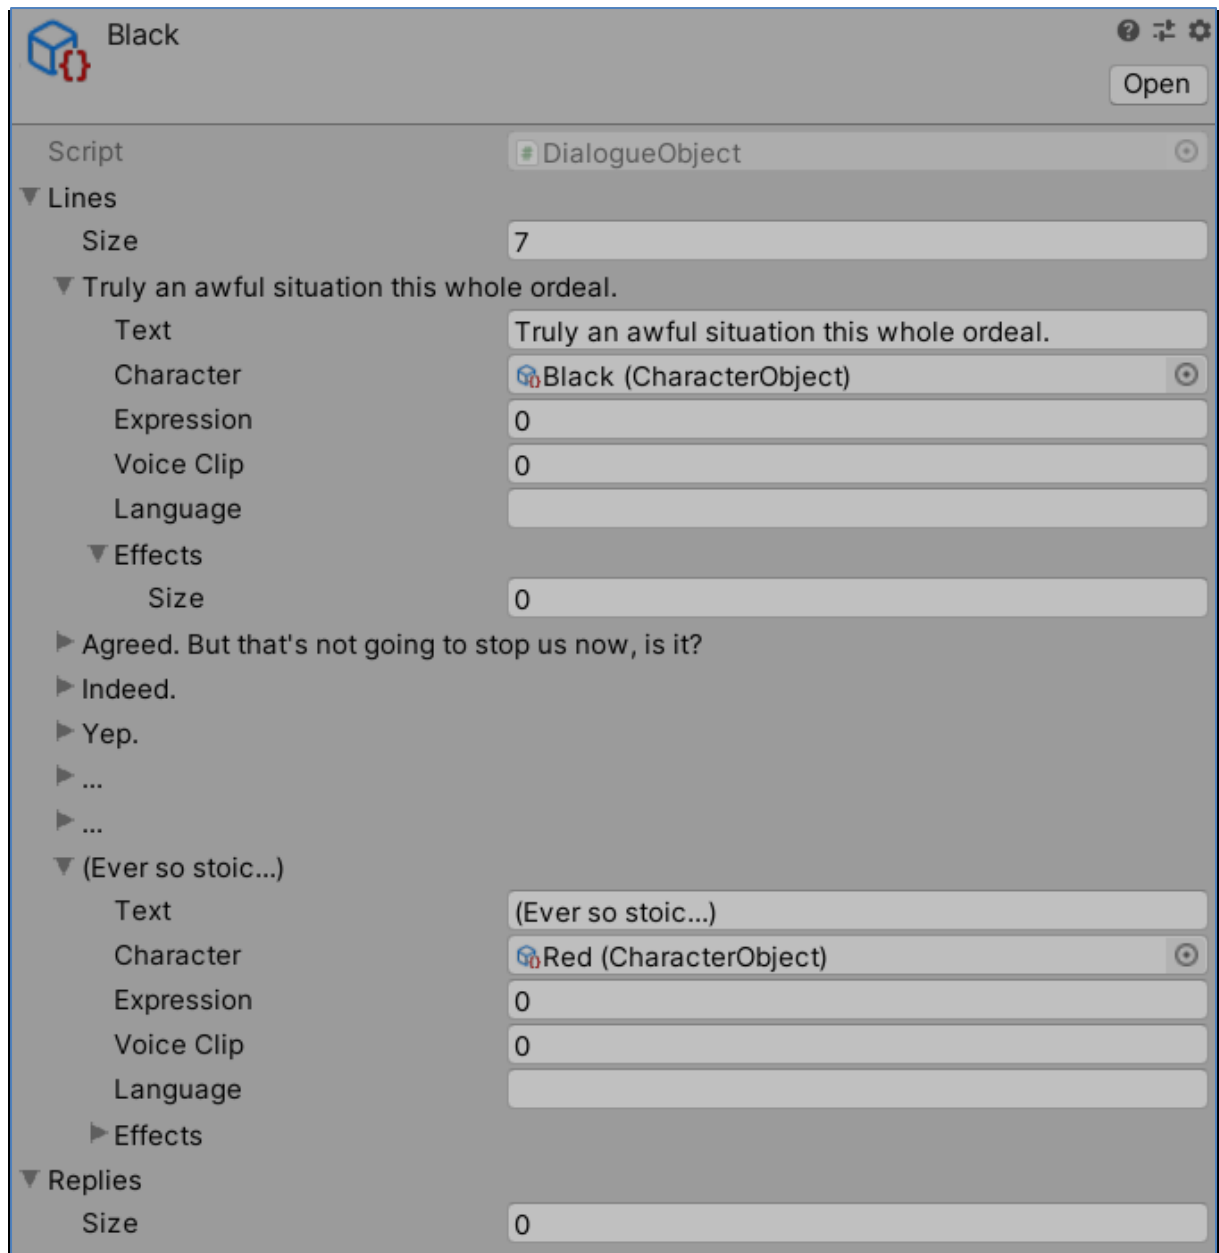 Black
Open
Script # DialogueObject
Lines
Size 7
Truly an awful situation this whole ordeal.
Text Truly an awful situation this whole ordeal.
Character Black (CharacterObject)
Expression 0
Voice Clip 0
Language
Effects
Size 0
Agreed. But that's not going to stop us now, is it?
Indeed.
Yep.
...
...
(Ever so stoic...)
Text (Ever so stoic...)
Character Red (CharacterObject)
Expression 0
Voice Clip 0
Language
Effects
Replies
Size 0